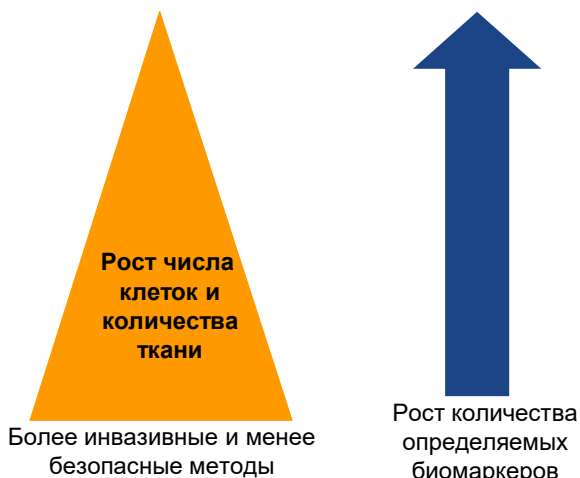 Рост числа
клеток и
количества
ткани
Более инвазивные и менее
безопасные методы
Рост количества
определяемых
биомаркеров